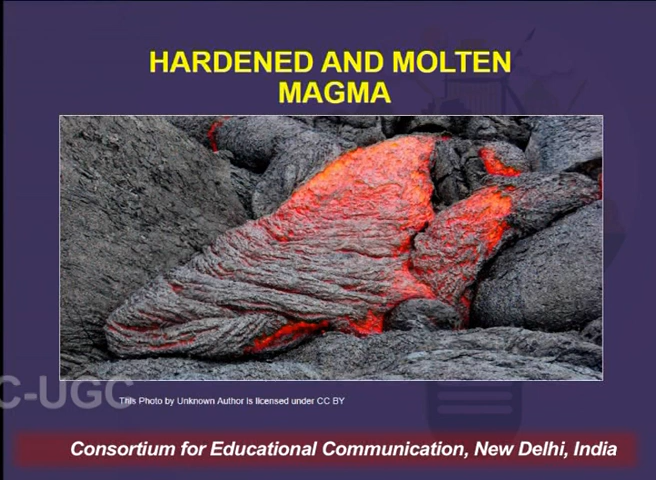 HARDENED AND MOLTEN
MAGMA
C-UGC
This Photo by Unknown Author is licensed under CC BY
Consortium for Educational Communication, New Delhi, India